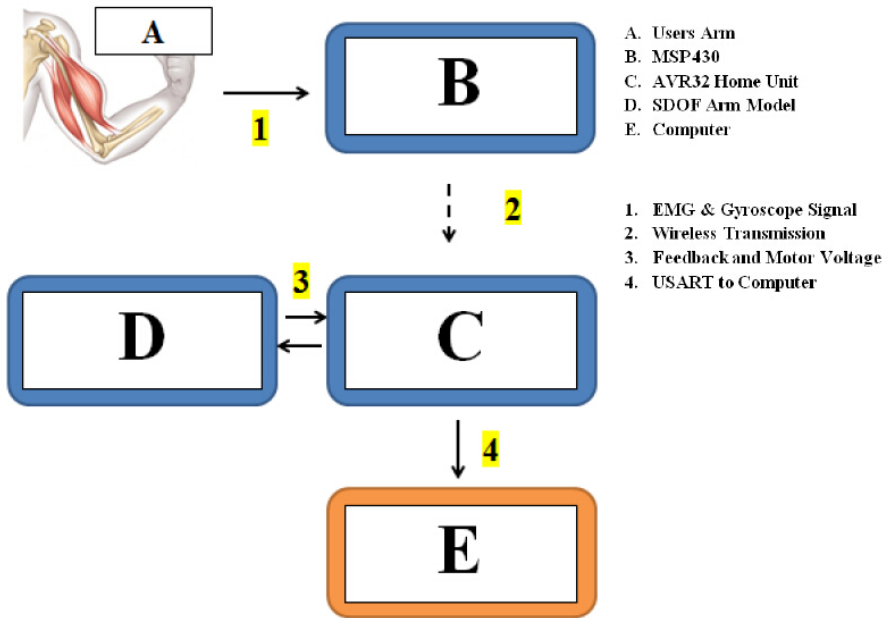 A
B
1
A. Users Arm
B. MSP430
C. AVR32 Home Unit
D. SDOF Arm Model
E. Computer
2
1. EMG & Gyroscope Signal
2. Wireless Transmission
3. Feedback and Motor Voltage
4. USART to Computer
D
3
C
4
E